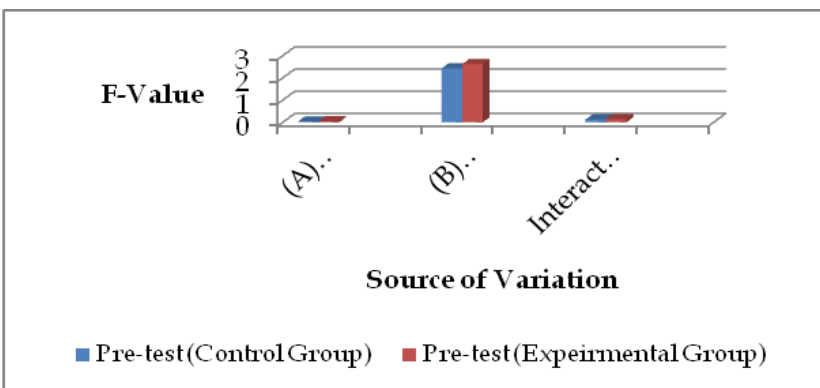 3
2
1
0
F-Value
(A)..
(B)..
Interact..
Source of Variation
Pre-test(Control Group)
Pre-test(Expeirmental Group)